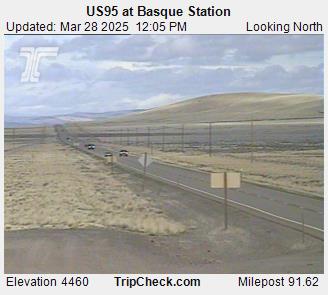 US95 at Basque Station
Updated: Mar 28 2025 12:05 PM Looking North
Elevation 4460 TripCheck.com Milepost 91.62